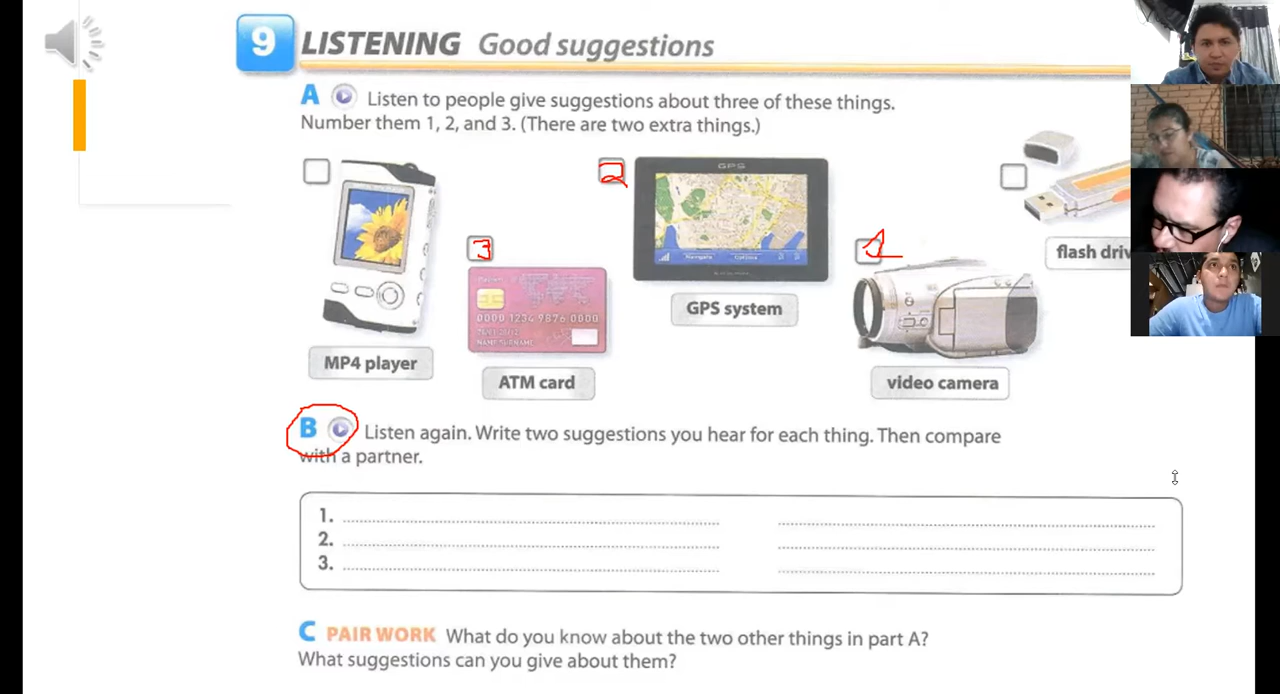 9 LISTENING Good suggestions
A Listen to people give suggestions about three of these things.
Number them 1, 2, and 3. (There are two extra things.)
2
GPS
3
1
flash driv
0000 1234 9876 0000
GPS system
MP4 player
ATM card
video camera
B Listen again. Write two suggestions you hear for each thing. Then compare
with a partner.
1.
2.
3.
C PAIR WORK What do you know about the two other things in part A?
What suggestions can you give about them?